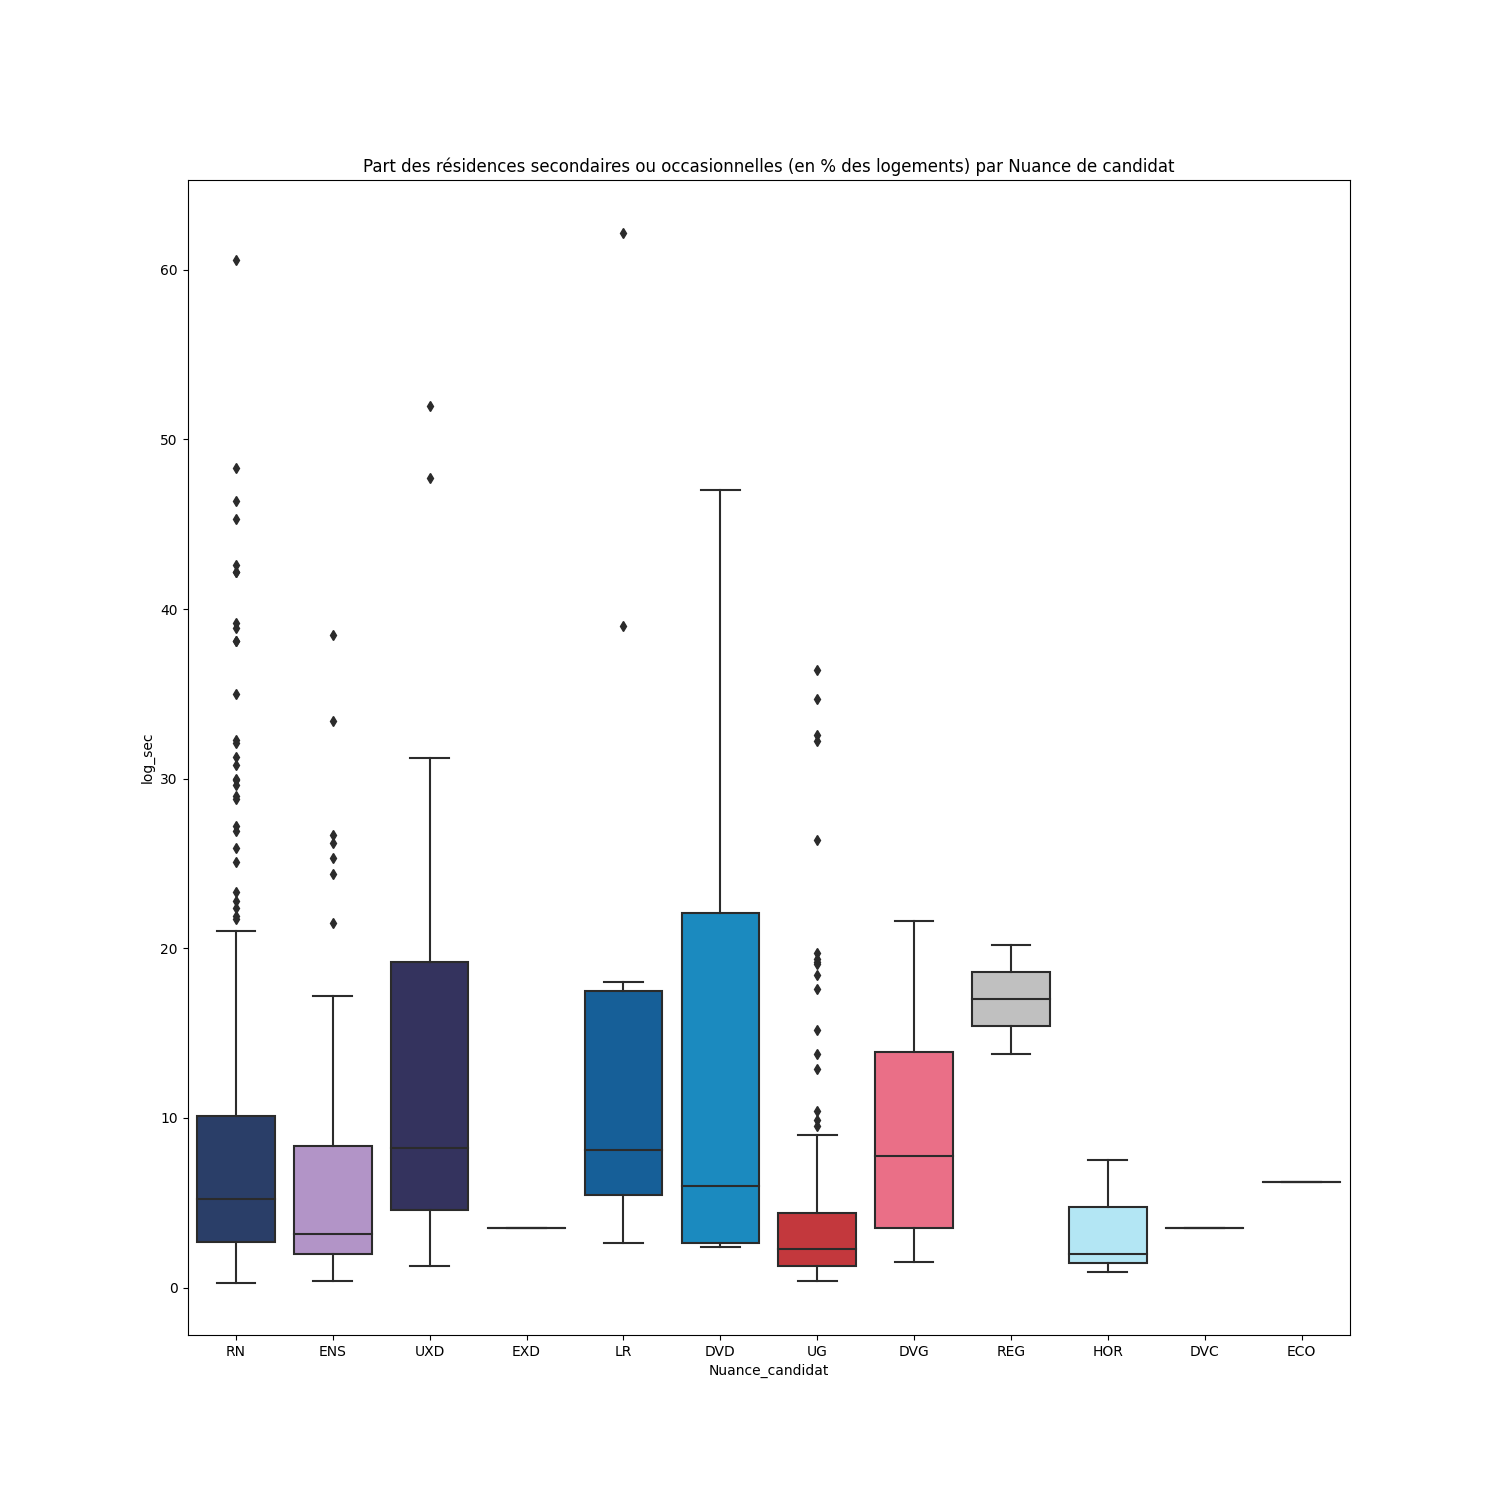 Part des résidences secondaires ou occasionnelles (en % des logements) par Nuance de candidat
60
50
40
30
20
10
0
log_sec
RN ENS UXD EXD LR DVD UG DVG REG HOR DVC ECO
Nuance_candidat